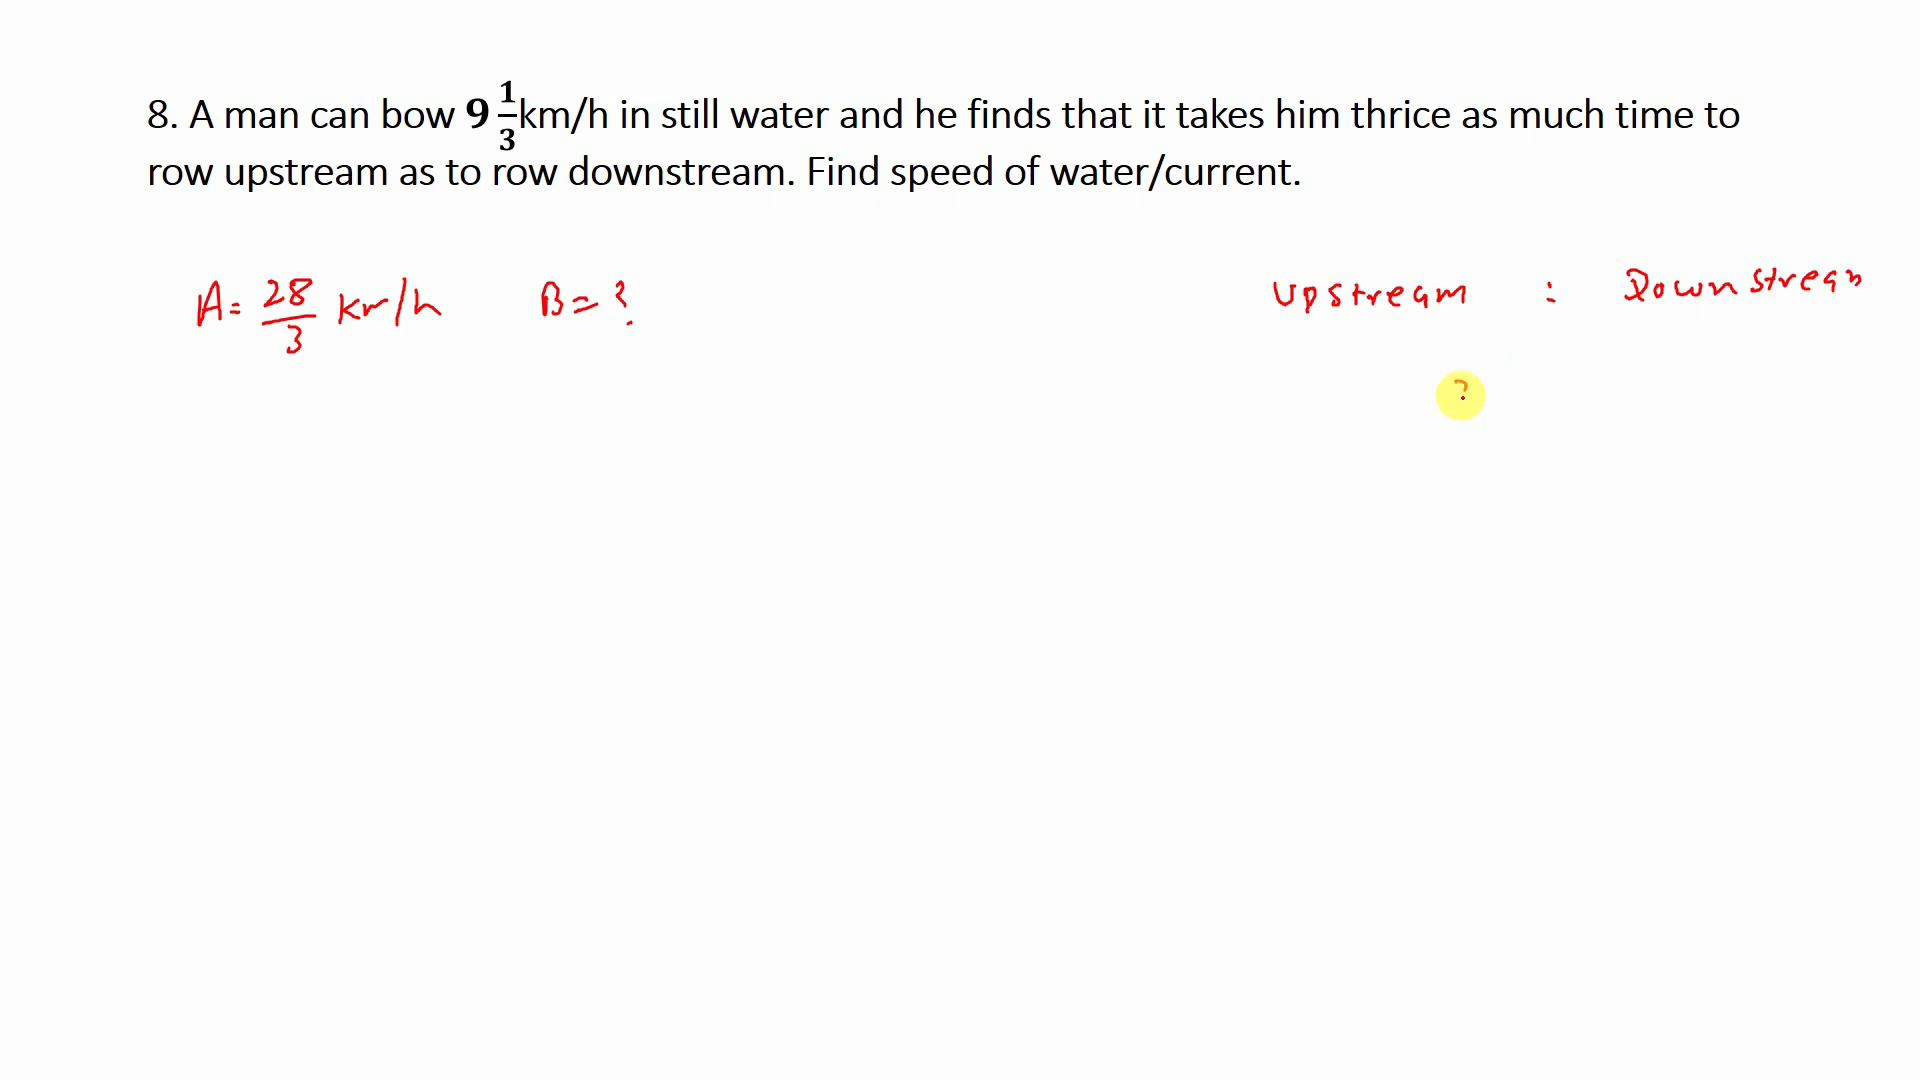 8. A man can bow 9 1/3 km/h in still water and he finds that it takes him thrice as much time to
row upstream as to row downstream. Find speed of water/current.
A = 28/3 km/h B = ? Upstream : Downstream
?